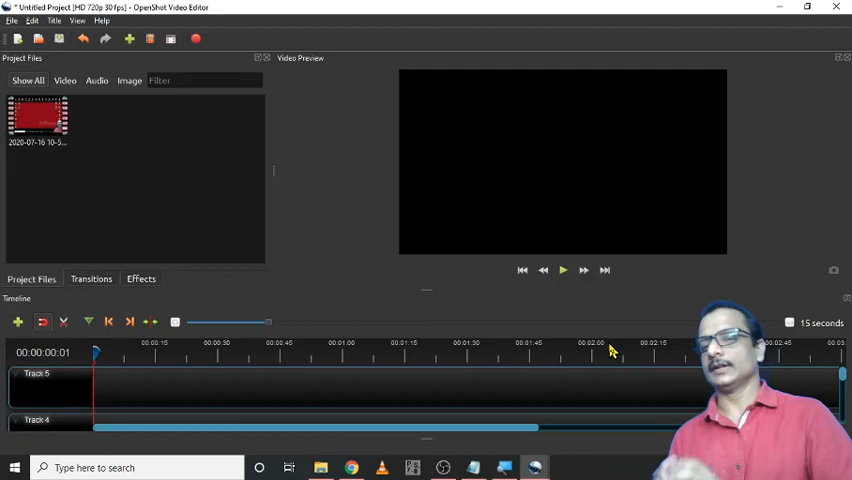 * Untitled Project [HD 720p 30 fps] - OpenShot Video Editor
File Edit Title View Help
Project Files
Video Preview
Show All Video Audio Image Filter
2020-07-16 10-5...
Project Files Transitions Effects
Timeline
15 seconds
00:00:00:01
00:00:15 00:00:30 00:00:45 00:01:00 00:01:15 00:01:30 00:01:45 00:02:00 00:02:15 00:02:45
Track 5
Track 4
Type here to search